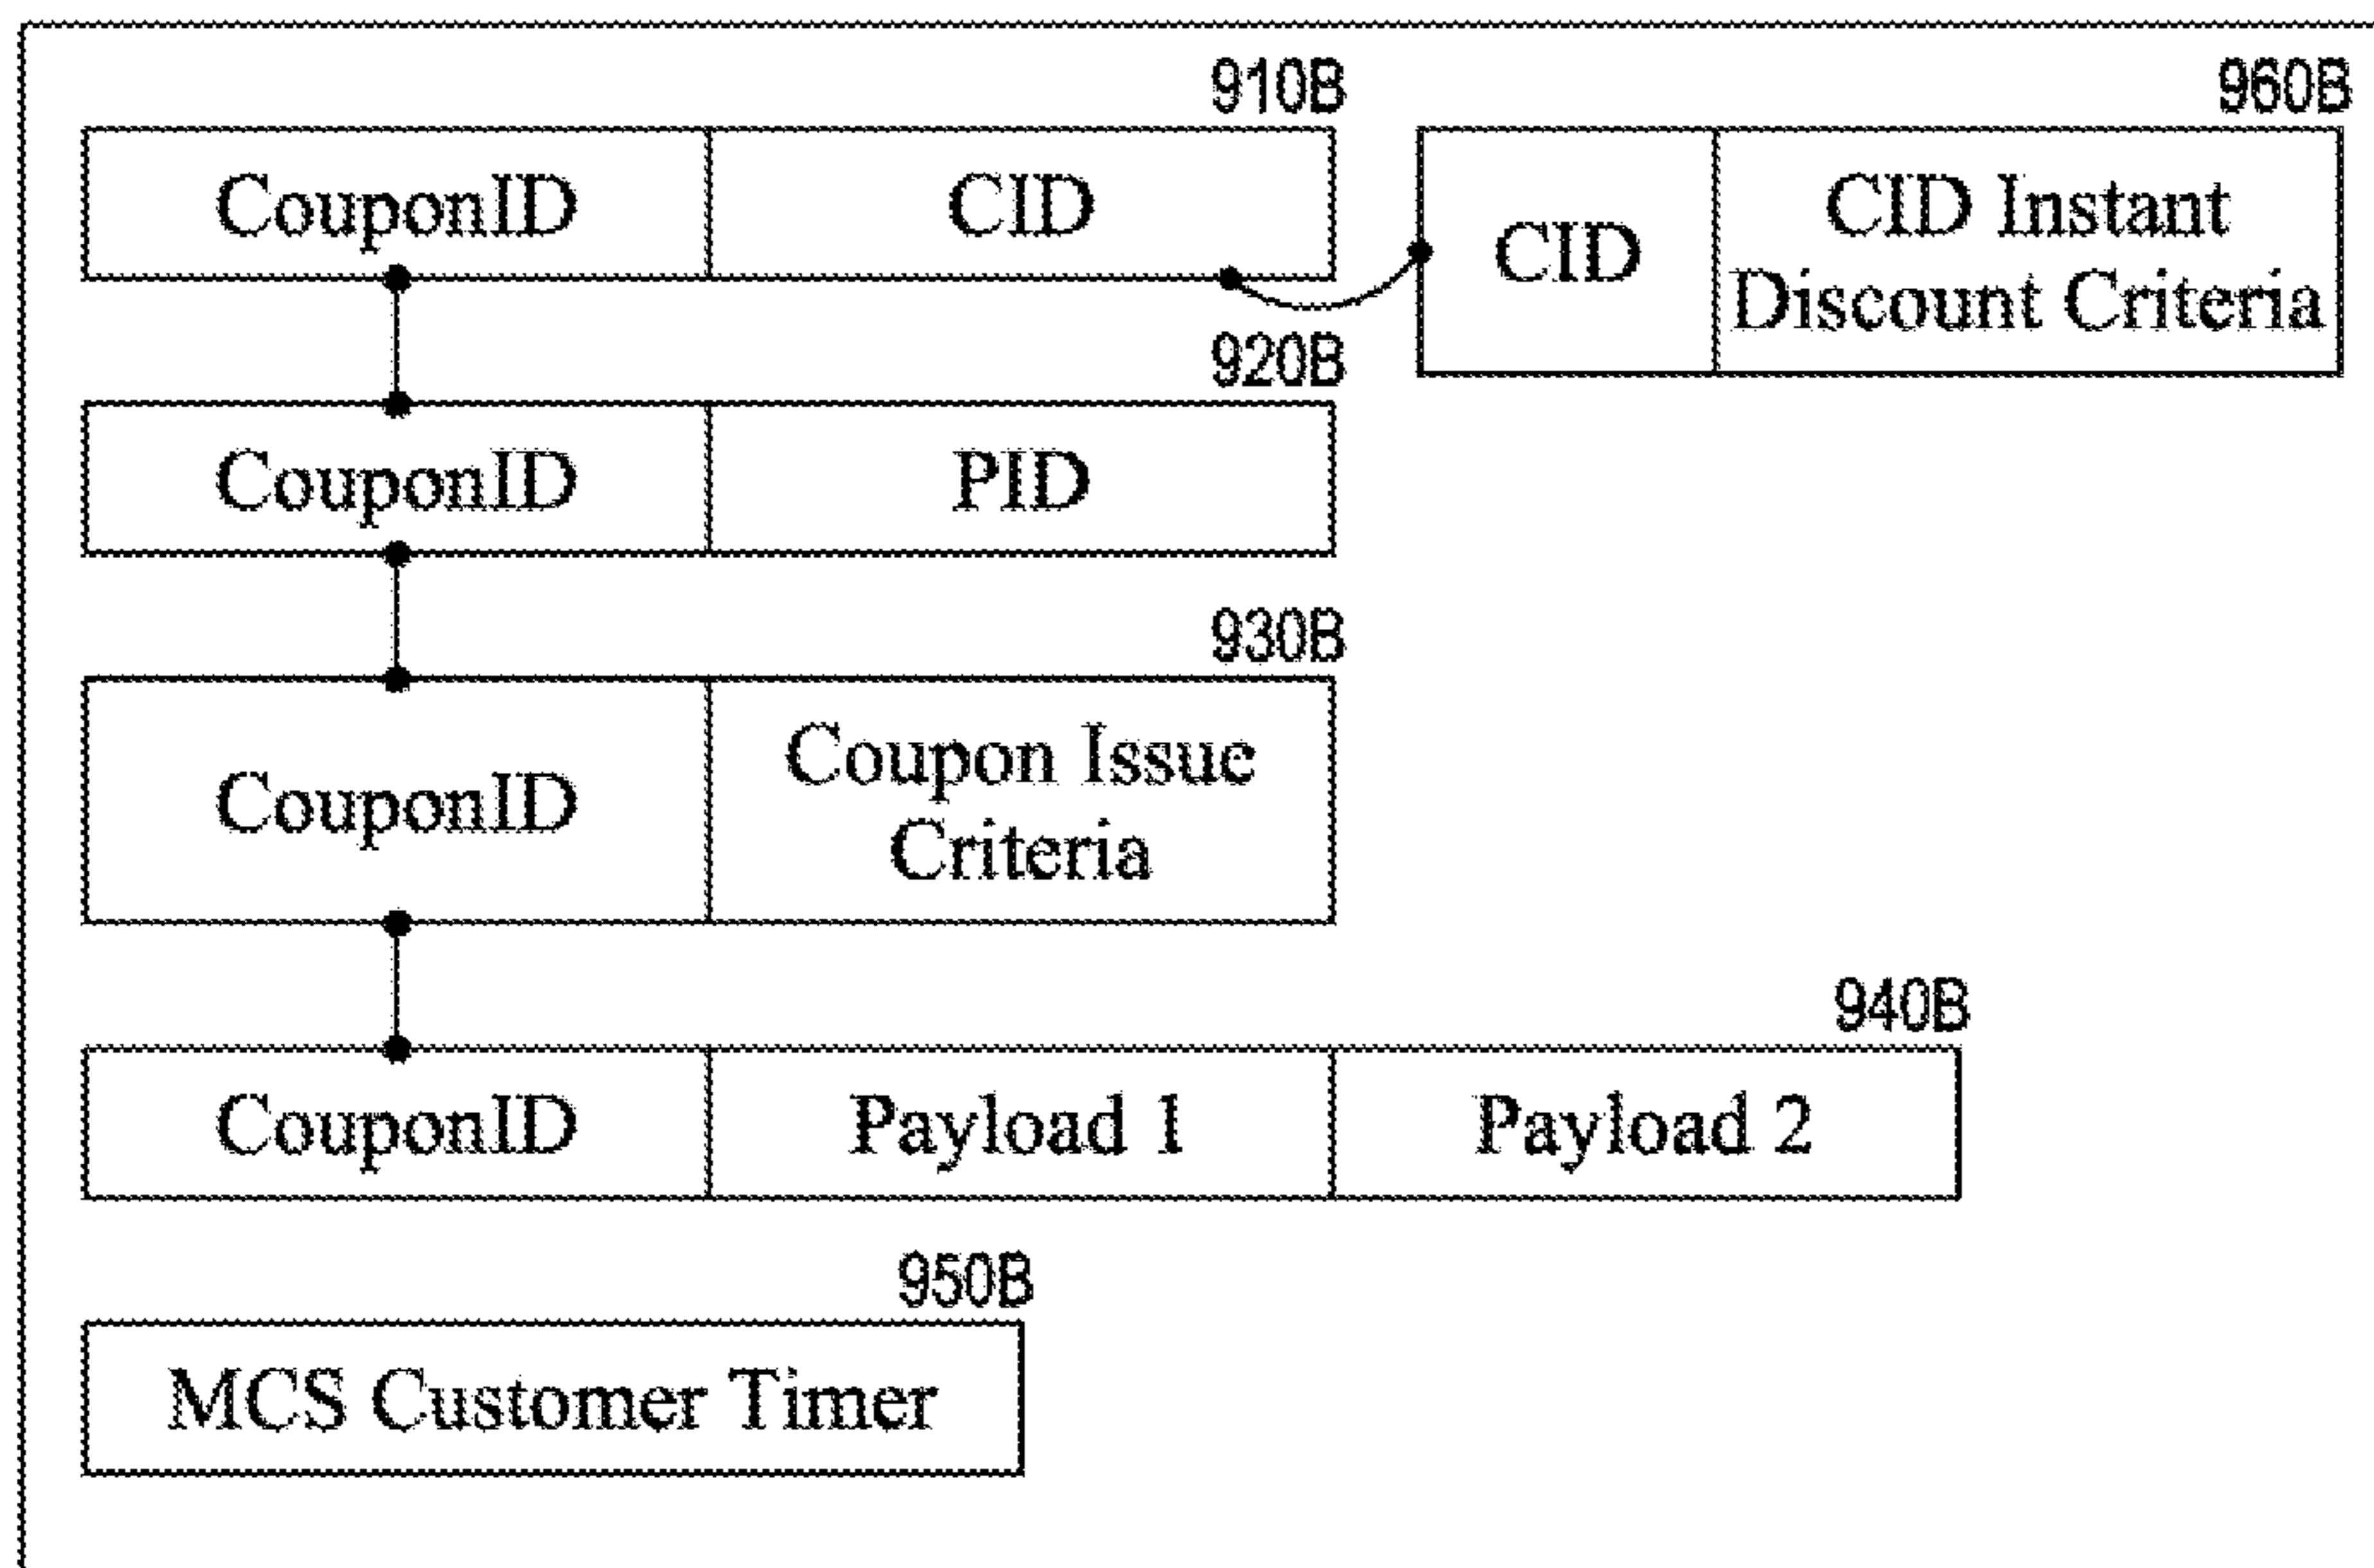 910B
960B
CouponID
CID
CID
CID Instant
Discount Criteria
920B
CouponID
PID
930B
CouponID
Coupon Issue
Criteria
940B
CouponID
Payload 1
Payload 2
950B
MCS Customer Timer